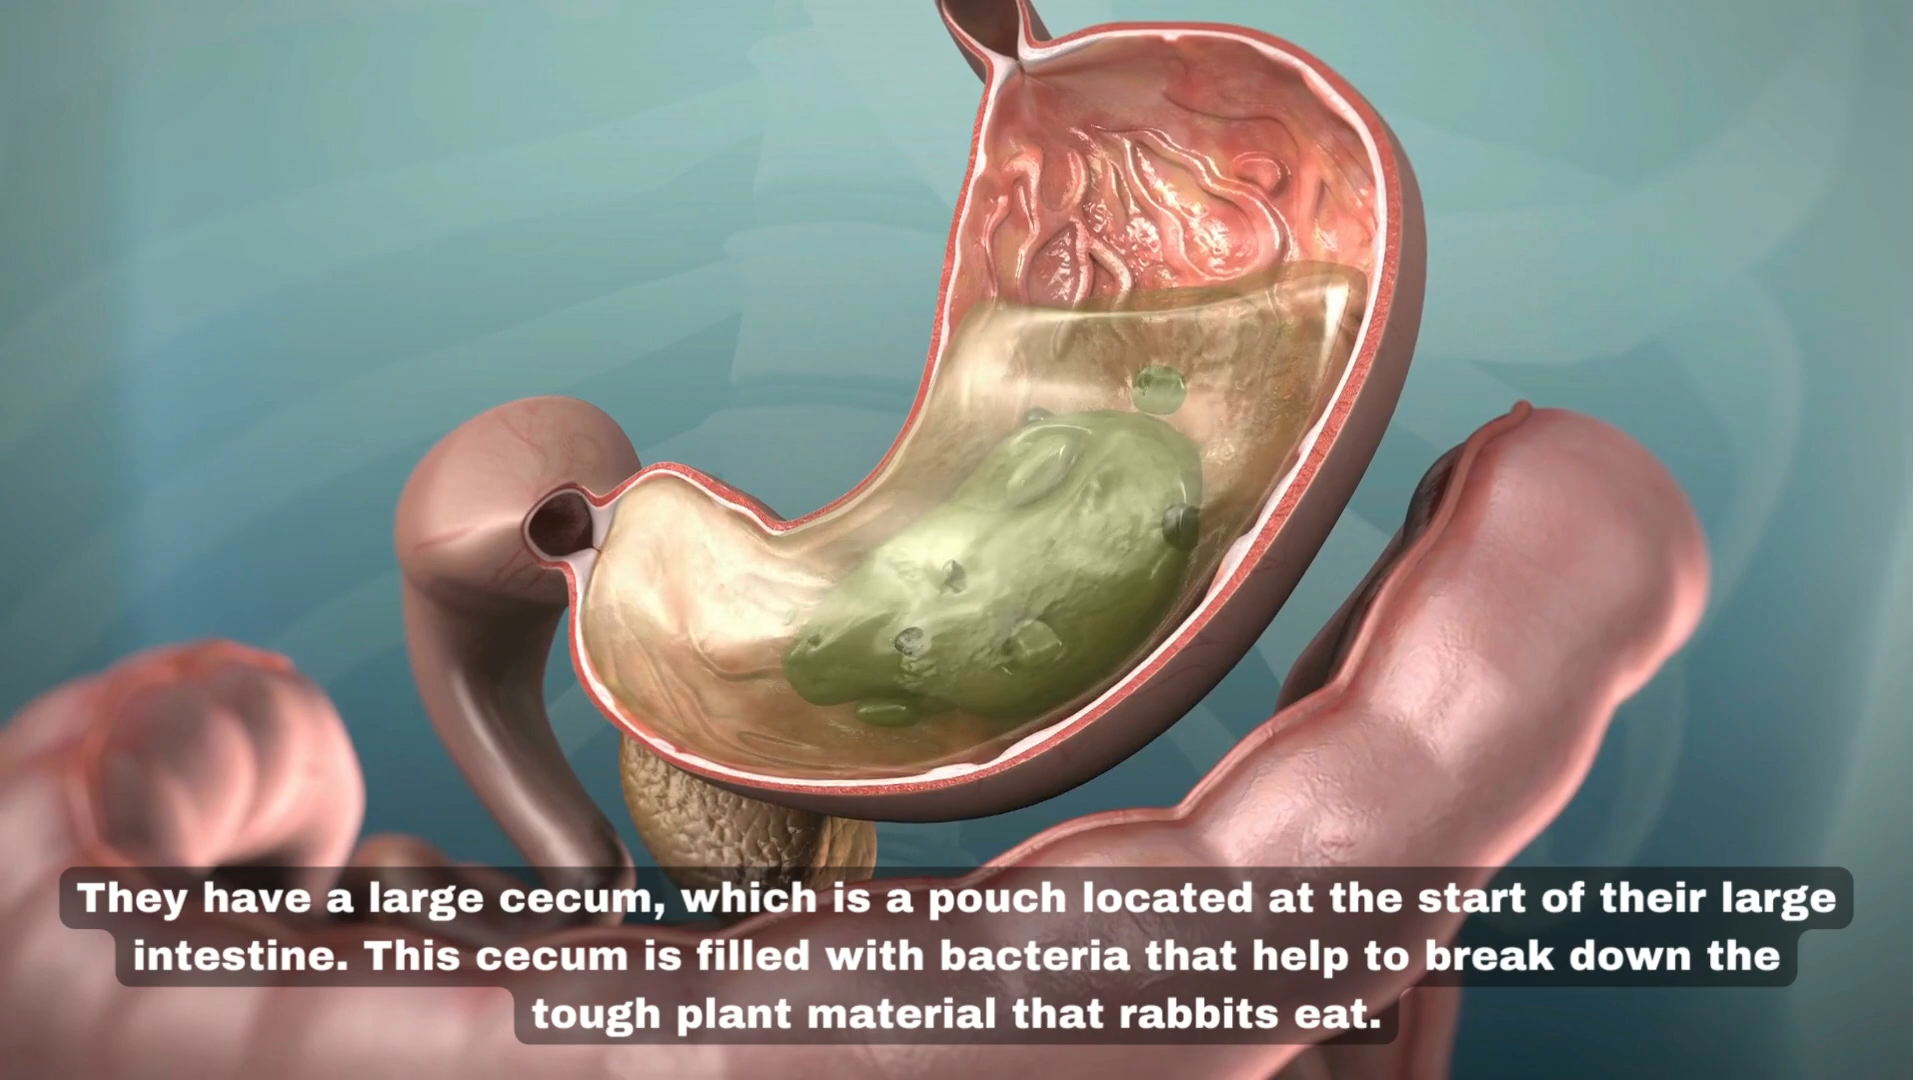 They have a large cecum, which is a pouch located at the start of their large
intestine. This cecum is filled with bacteria that help to break down the
tough plant material that rabbits eat.